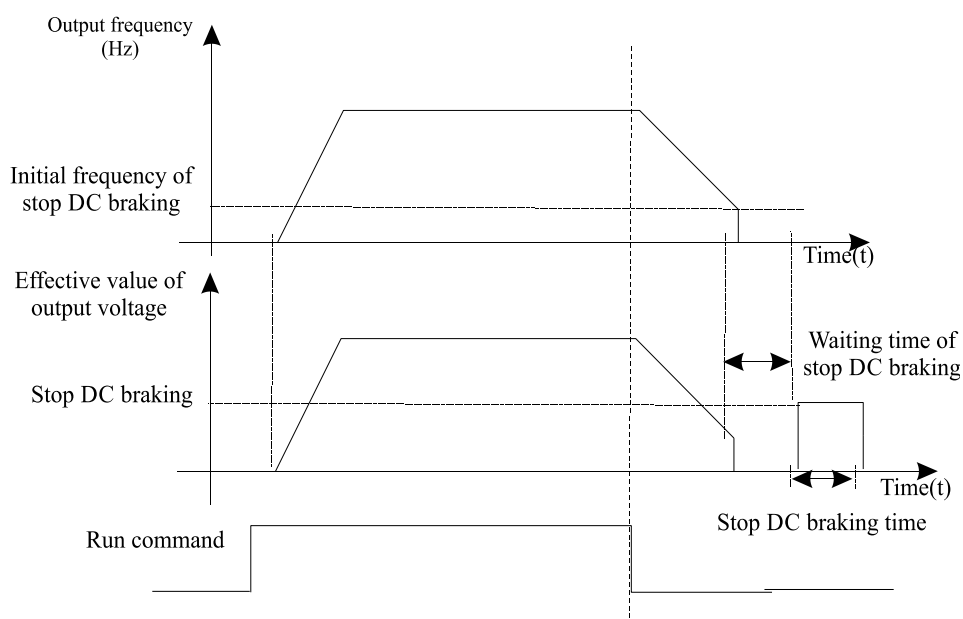 Output frequency
(Hz)
Initial frequency of
stop DC braking
Time(t)
Effective value of
output voltage
Waiting time of
stop DC braking
Stop DC braking
Time(t)
Stop DC braking time
Run command